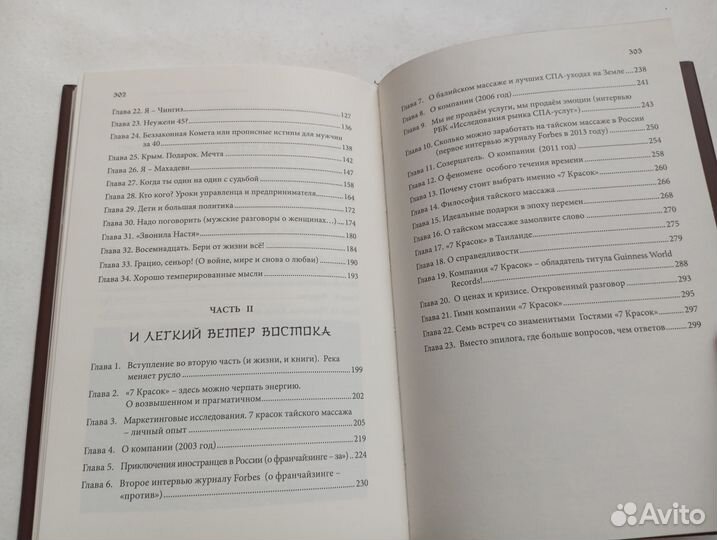 302
Глава 22. Я – Чингиз 127
Глава 23. Неужели 45? 136
Глава 24. Беззаконная Комета или прописные истины для мужчин
за 40 138
Глава 25. Крым. Подарок. Мечта 142
Глава 26. Я – Махадеви 147
Глава 27. Когда ты один на один с судьбой 158
Глава 28. Кто кого? Уроки управленца и предпринимателя 164
Глава 29. Дети и большая политика 172
Глава 30. Надо поговорить (мужские разговоры о женщинах…) 174
Глава 31. «Звонила Настя» 180
Глава 32. Восемнадцать. Бери от жизни всё! 184
Глава 33. Грацио, сеньор! (О войне, мире и снова о любви) 190
Глава 34. Хорошо темперированные мысли 193
ЧАСТЬ II
И ЛЕГКИЙ ВЕТЕР ВОСТОКА
Глава 1. Вступление во вторую часть (и жизни, и книги). Река
меняет русло 199
Глава 2. «7 Красок» – здесь можно черпать энергию.
О возвышенном и прагматичном 202
Глава 3. Маркетинговые исследования. 7 красок тайского массажа
– личный опыт 205
Глава 4. О компании (2003 год) 219
Глава 5. Приключения иностранцев в России (о франчайзинге – за») 224
Глава 6. Второе интервью журналу Forbes (о франчайзинге –
«против») 230
303
Глава 7. О балийском массаже и лучших СПА-уходах на Земле 238
Глава 8. О компании (2006 год) 241
Глава 9. Мы не продаём услуги, мы продаём эмоции (интервью
РБК «Исследования рынка СПА-услуг») 243
Глава 10. Сколько можно заработать на тайском массаже в России
(первое интервью журналу Forbes в 2013 году) 250
Глава 11. Созерцатель. О компании (2011 год) 254
Глава 12. О феномене особого течения времени 258
Глава 13. Почему стоит выбрать именно «7 Красок» 260
Глава 14. Философия тайского массажа 266
Глава 15. Идеальные подарки в эпоху перемен 268
Глава 16. О тайском массаже замолвите слово 270
Глава 17. «7 Красок» в Таиланде 277
Глава 18. О справедливости 279
Глава 19. Компания «7 Красок» – обладатель титула Guinness World
Records! 288
Глава 20. О ценах и кризисе. Откровенный разговор 293
Глава 21. Гимн компании «7 Красок» 295
Глава 22. Семь встреч со знаменитыми Гостями «7 Красок» 297
Глава 23. Вместо эпилога, где больше вопросов, чем ответов 299
Avito